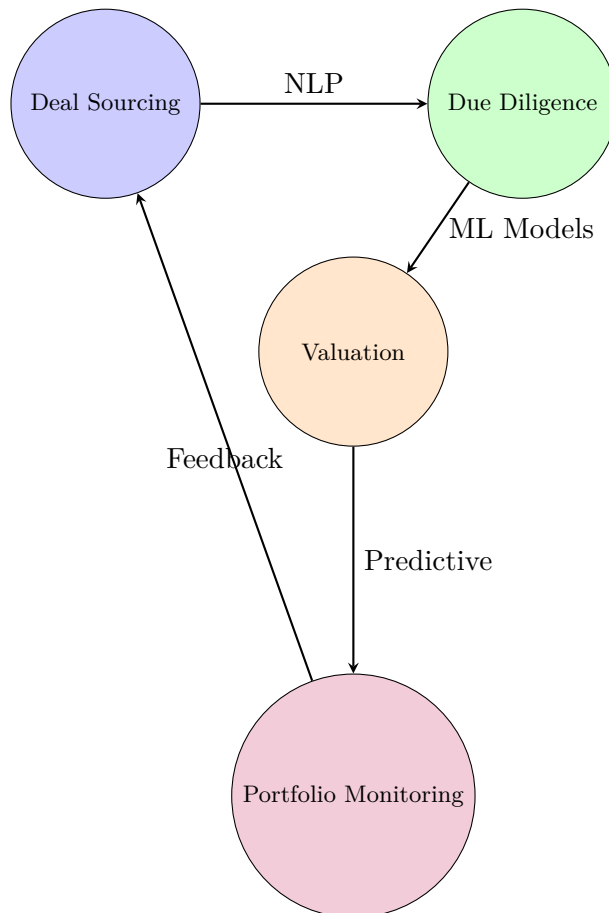 Deal Sourcing
NLP
Due Diligence
ML Models
Valuation
Feedback
Predictive
Portfolio Monitoring